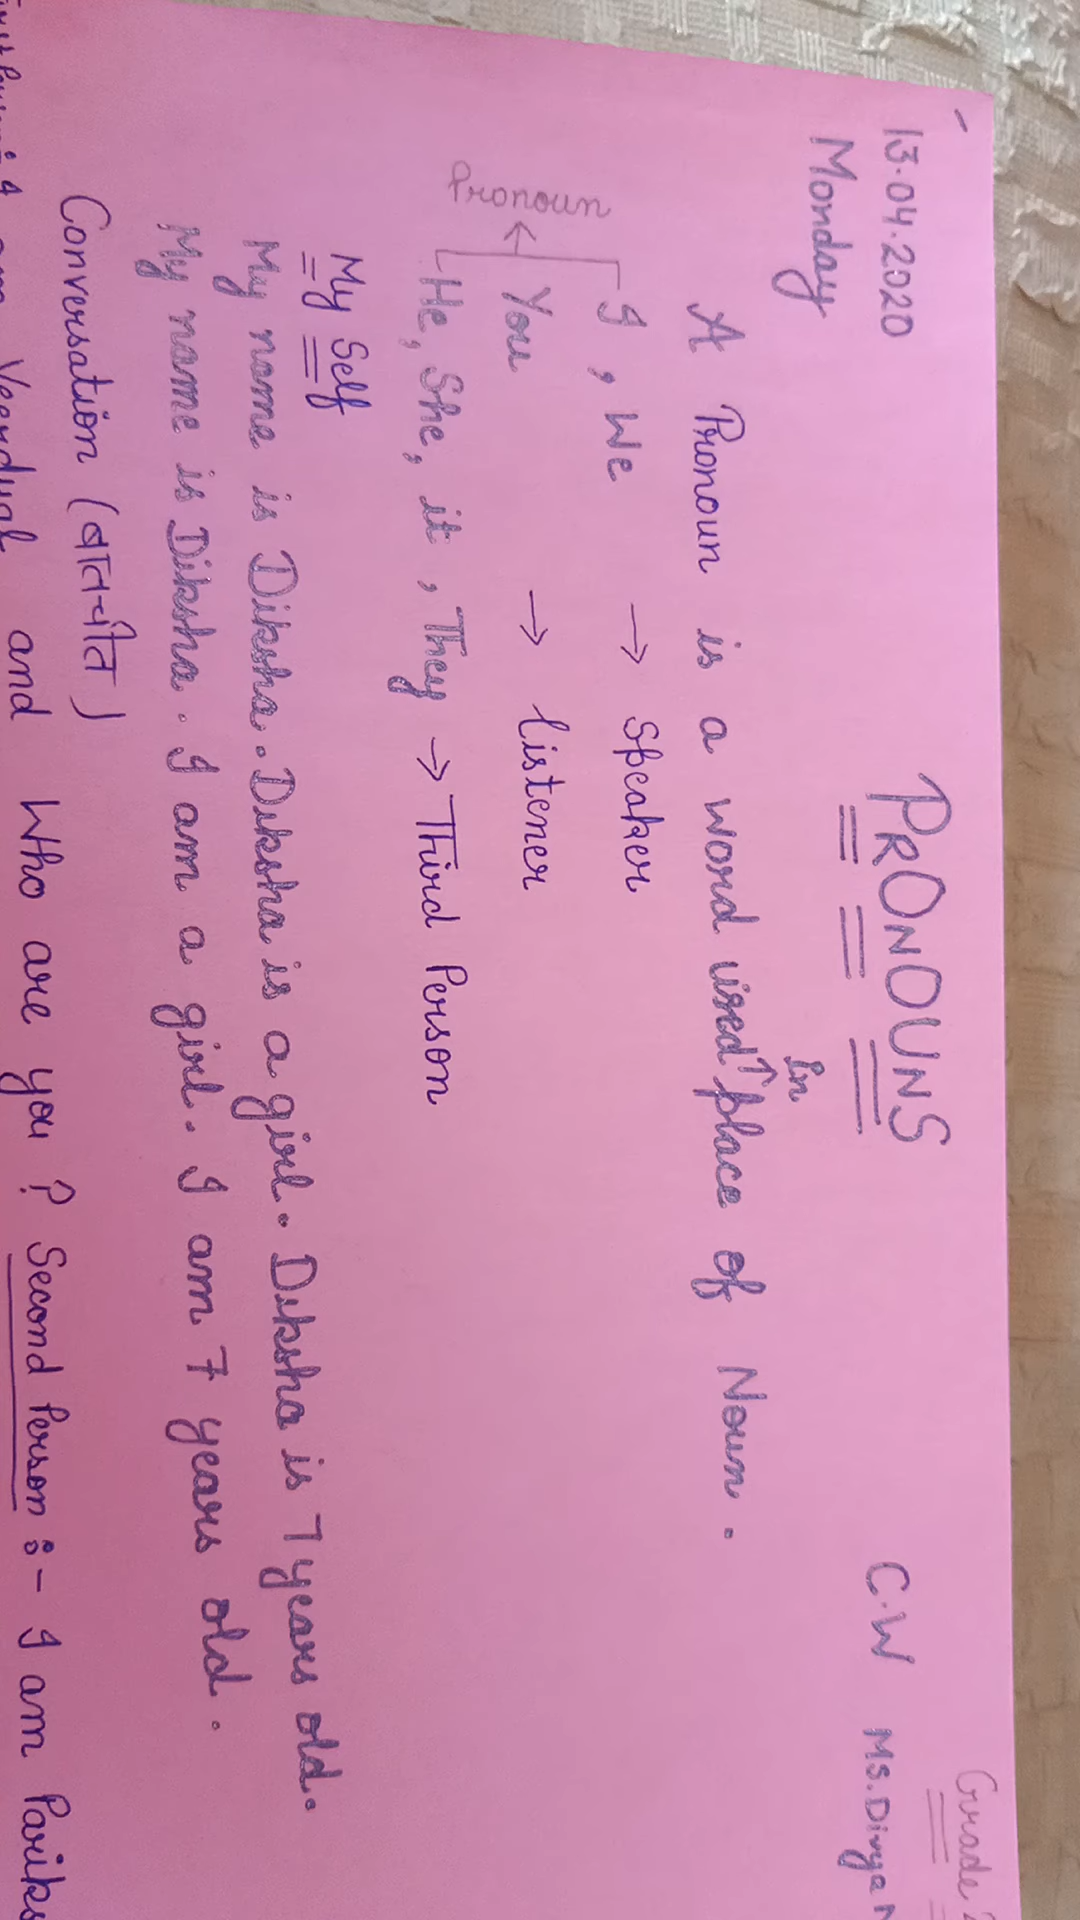 Grade
13.04.2020 PRONOUNS C.W Ms. Divya
Monday
In
A Pronoun is a word used ↑ place of Noun.
I, We → Speaker
Pronoun You → listener
He, She, it, They → Third Person
My Self
My name is Diksha. Diksha is a girl. Diksha is 7 years old.
My name is Diksha. I am a girl. I am 7 years old.
Conversation (बातचीत)
am and Who are you? Second Person :- I am